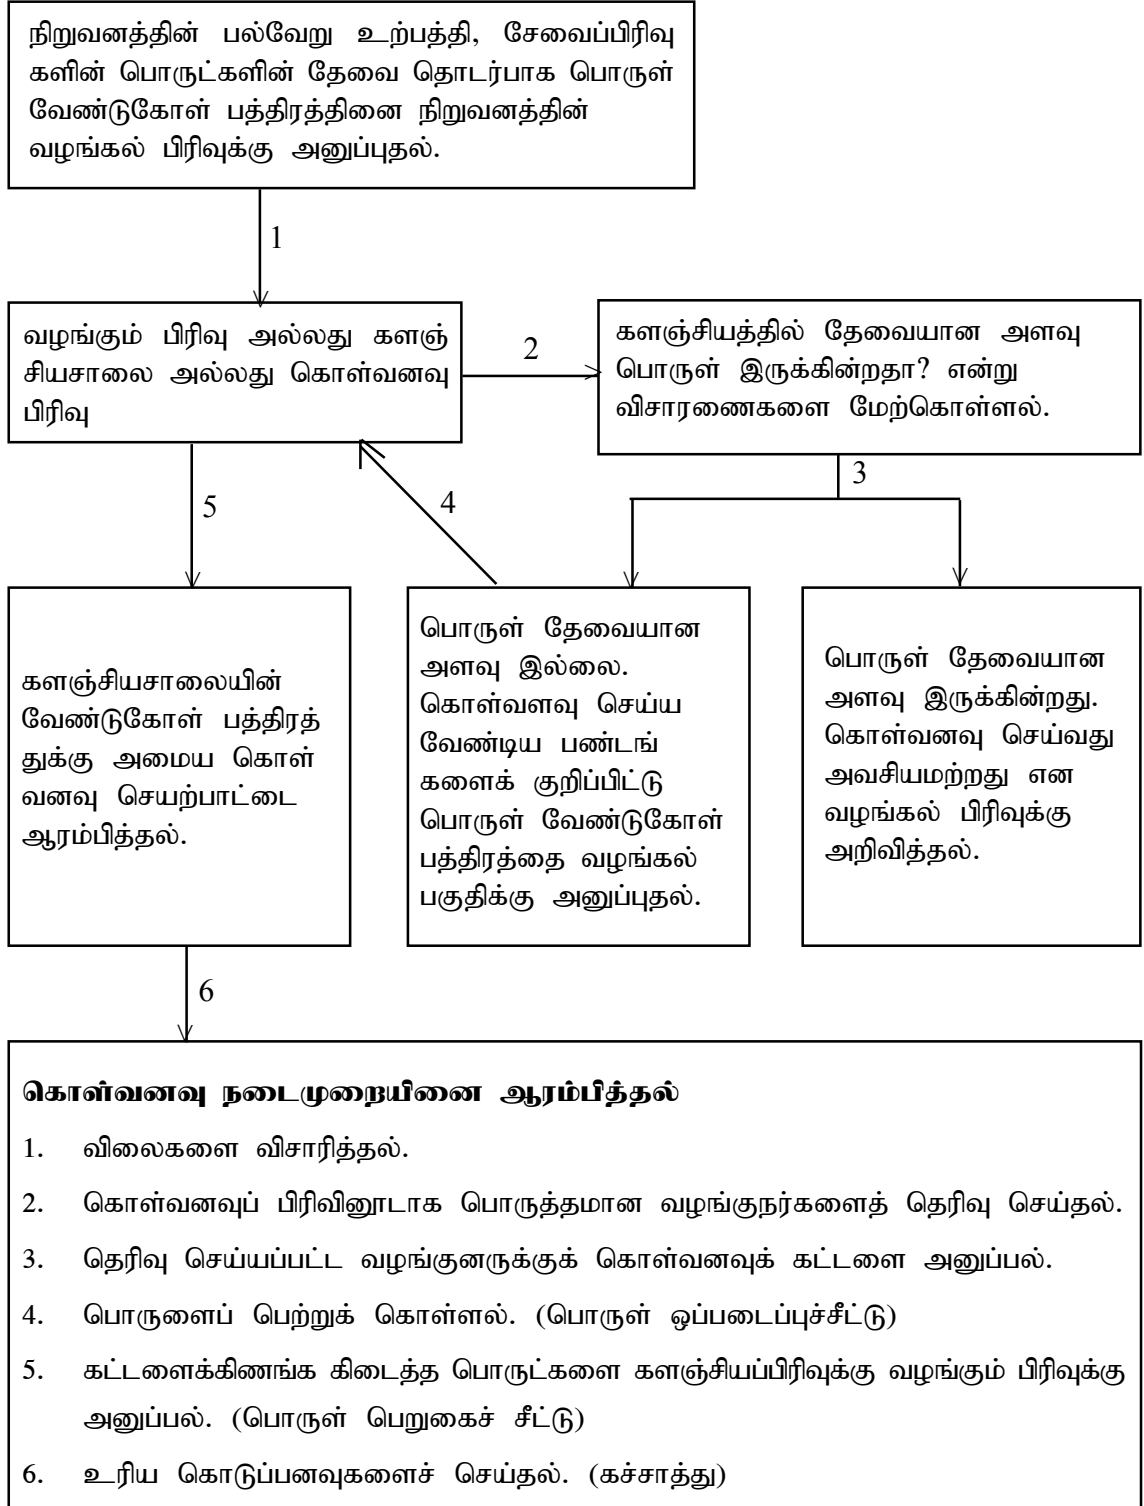 நிறுவனத்தின் பல்வேறு உற்பத்தி, சேவைப்பிரிவு
களின் பொருட்களின் தேவை தொடர்பாக பொருள்
வேண்டுகோள் பத்திரத்தினை நிறுவனத்தின்
வழங்கல் பிரிவுக்கு அனுப்புதல்.
1
வழங்கும் பிரிவு அல்லது களஞ்
சியசாலை அல்லது கொள்வனவு
பிரிவு
2
களஞ்சியத்தில் தேவையான அளவு
பொருள் இருக்கின்றதா? என்று
விசாரணைகளை மேற்கொள்ளல்.
3
4
5
களஞ்சியசாலையின்
வேண்டுகோள் பத்திரத்
துக்கு அமைய கொள்
வனவு செயற்பாட்டை
ஆரம்பித்தல்.
பொருள் தேவையான
அளவு இல்லை.
கொள்வளவு செய்ய
வேண்டிய பண்டங்
களைக் குறிப்பிட்டு
பொருள் வேண்டுகோள்
பத்திரத்தை வழங்கல்
பகுதிக்கு அனுப்புதல்.
பொருள் தேவையான
அளவு இருக்கின்றது.
கொள்வனவு செய்வது
அவசியமற்றது என
வழங்கல் பிரிவுக்கு
அறிவித்தல்.
6
கொள்வனவு நடைமுறையினை ஆரம்பித்தல்
1. விலைகளை விசாரித்தல்.
2. கொள்வனவுப் பிரிவினூடாக பொருத்தமான வழங்குநர்களைத் தெரிவு செய்தல்.
3. தெரிவு செய்யப்பட்ட வழங்குனருக்குக் கொள்வனவுக் கட்டளை அனுப்பல்.
4. பொருளைப் பெற்றுக் கொள்ளல். (பொருள் ஒப்படைப்புச்சீட்டு)
5. கட்டளைக்கிணங்க கிடைத்த பொருட்களை களஞ்சியப்பிரிவுக்கு வழங்கும் பிரிவுக்கு
அனுப்பல். (பொருள் பெறுகைச் சீட்டு)
6. உரிய கொடுப்பனவுகளைச் செய்தல். (கச்சாத்து)